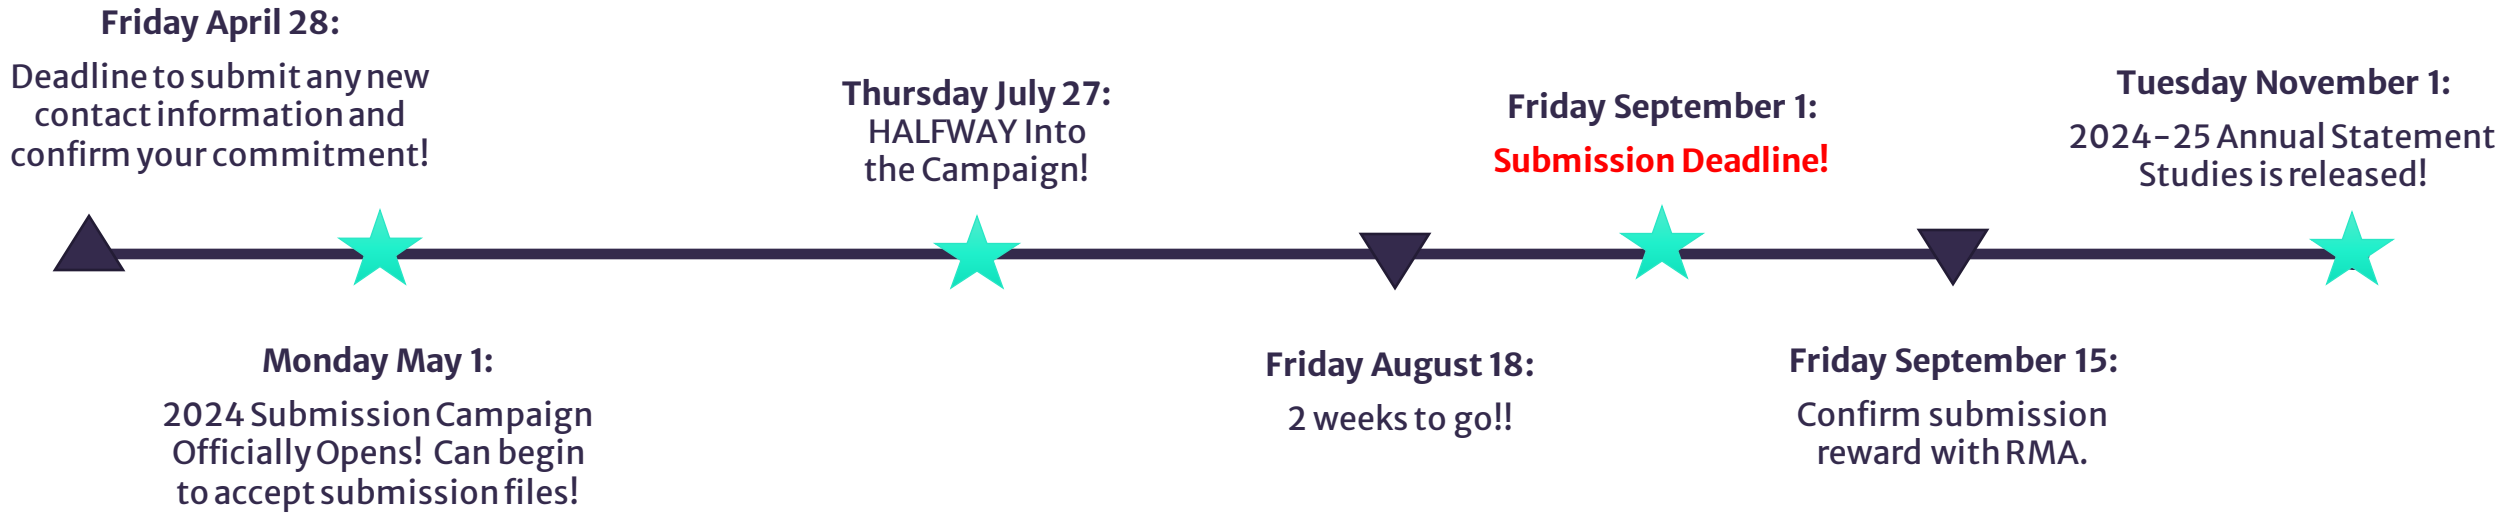 Friday April 28:
Deadline to submit any new
contact information and
confirm your commitment!
Monday May 1:
2024 Submission Campaign
Officially Opens!  Can begin
to accept submission files!
Thursday July 27:
HALFWAY Into
the Campaign!
Friday August 18:
2 weeks to go!!
Friday September 1:
Submission Deadline!
Friday September 15:
Confirm submission
reward with RMA.
Tuesday November 1:
2024-25 Annual Statement
Studies is released!